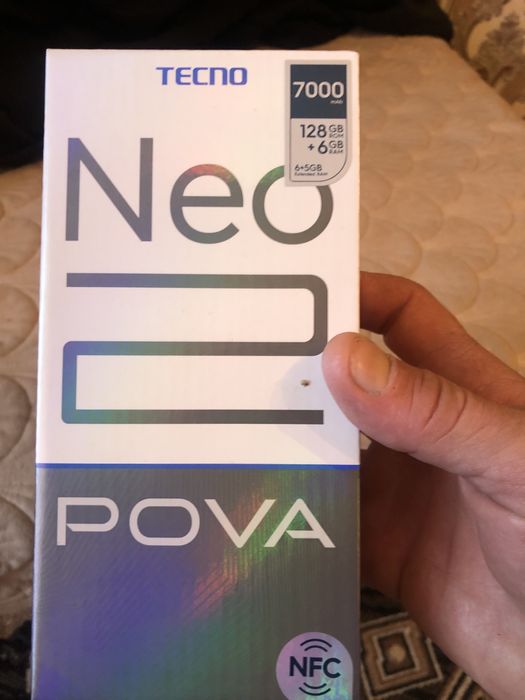 TECNO
7000
mAh
128 GB ROM
+ 6 GB RAM
6+5GB
Extended RAM
Neo
2
POVA
NFC